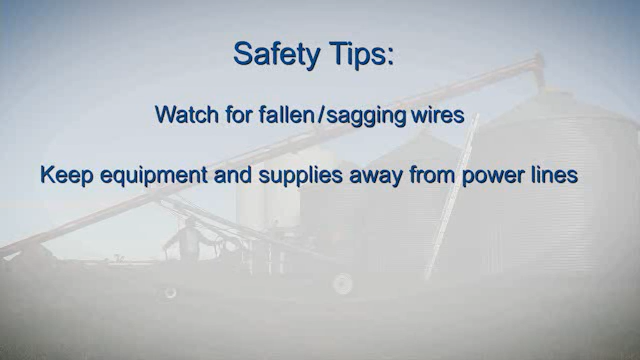 Safety Tips:
Watch for fallen/sagging wires
Keep equipment and supplies away from power lines